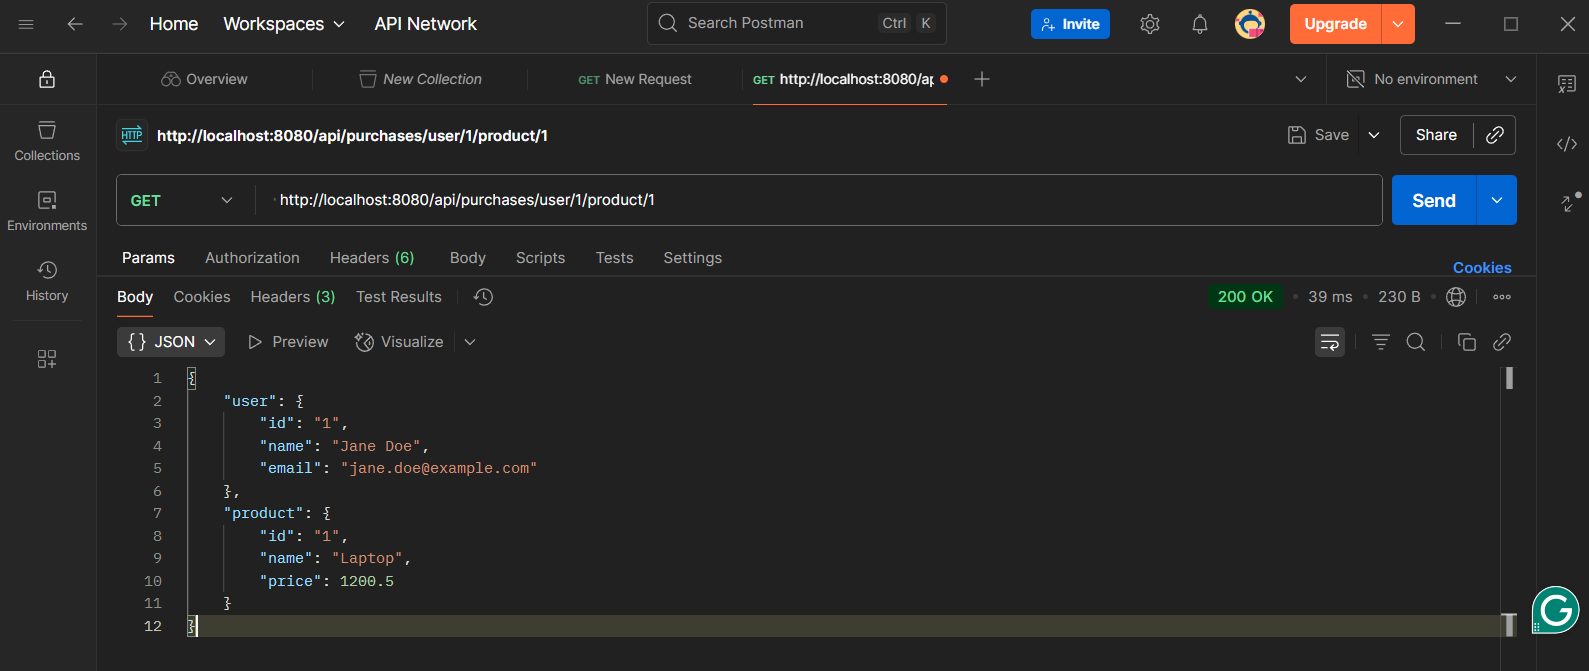 Home Workspaces API Network Search Postman Ctrl K Invite Upgrade
Overview New Collection GET New Request GET http://localhost:8080/ap No environment
HTTP http://localhost:8080/api/purchases/user/1/product/1 Save Share
GET http://localhost:8080/api/purchases/user/1/product/1 Send
Collections
Environments
History
Params Authorization Headers (6) Body Scripts Tests Settings
Cookies
Body Cookies Headers (3) Test Results 200 OK 39 ms 230 B
{ } JSON Preview Visualize
1 {
2 "user": {
3 "id": "1",
4 "name": "Jane Doe",
5 "email": "jane.doe@example.com"
6 },
7 "product": {
8 "id": "1",
9 "name": "Laptop",
10 "price": 1200.5
11 }
12 }
G